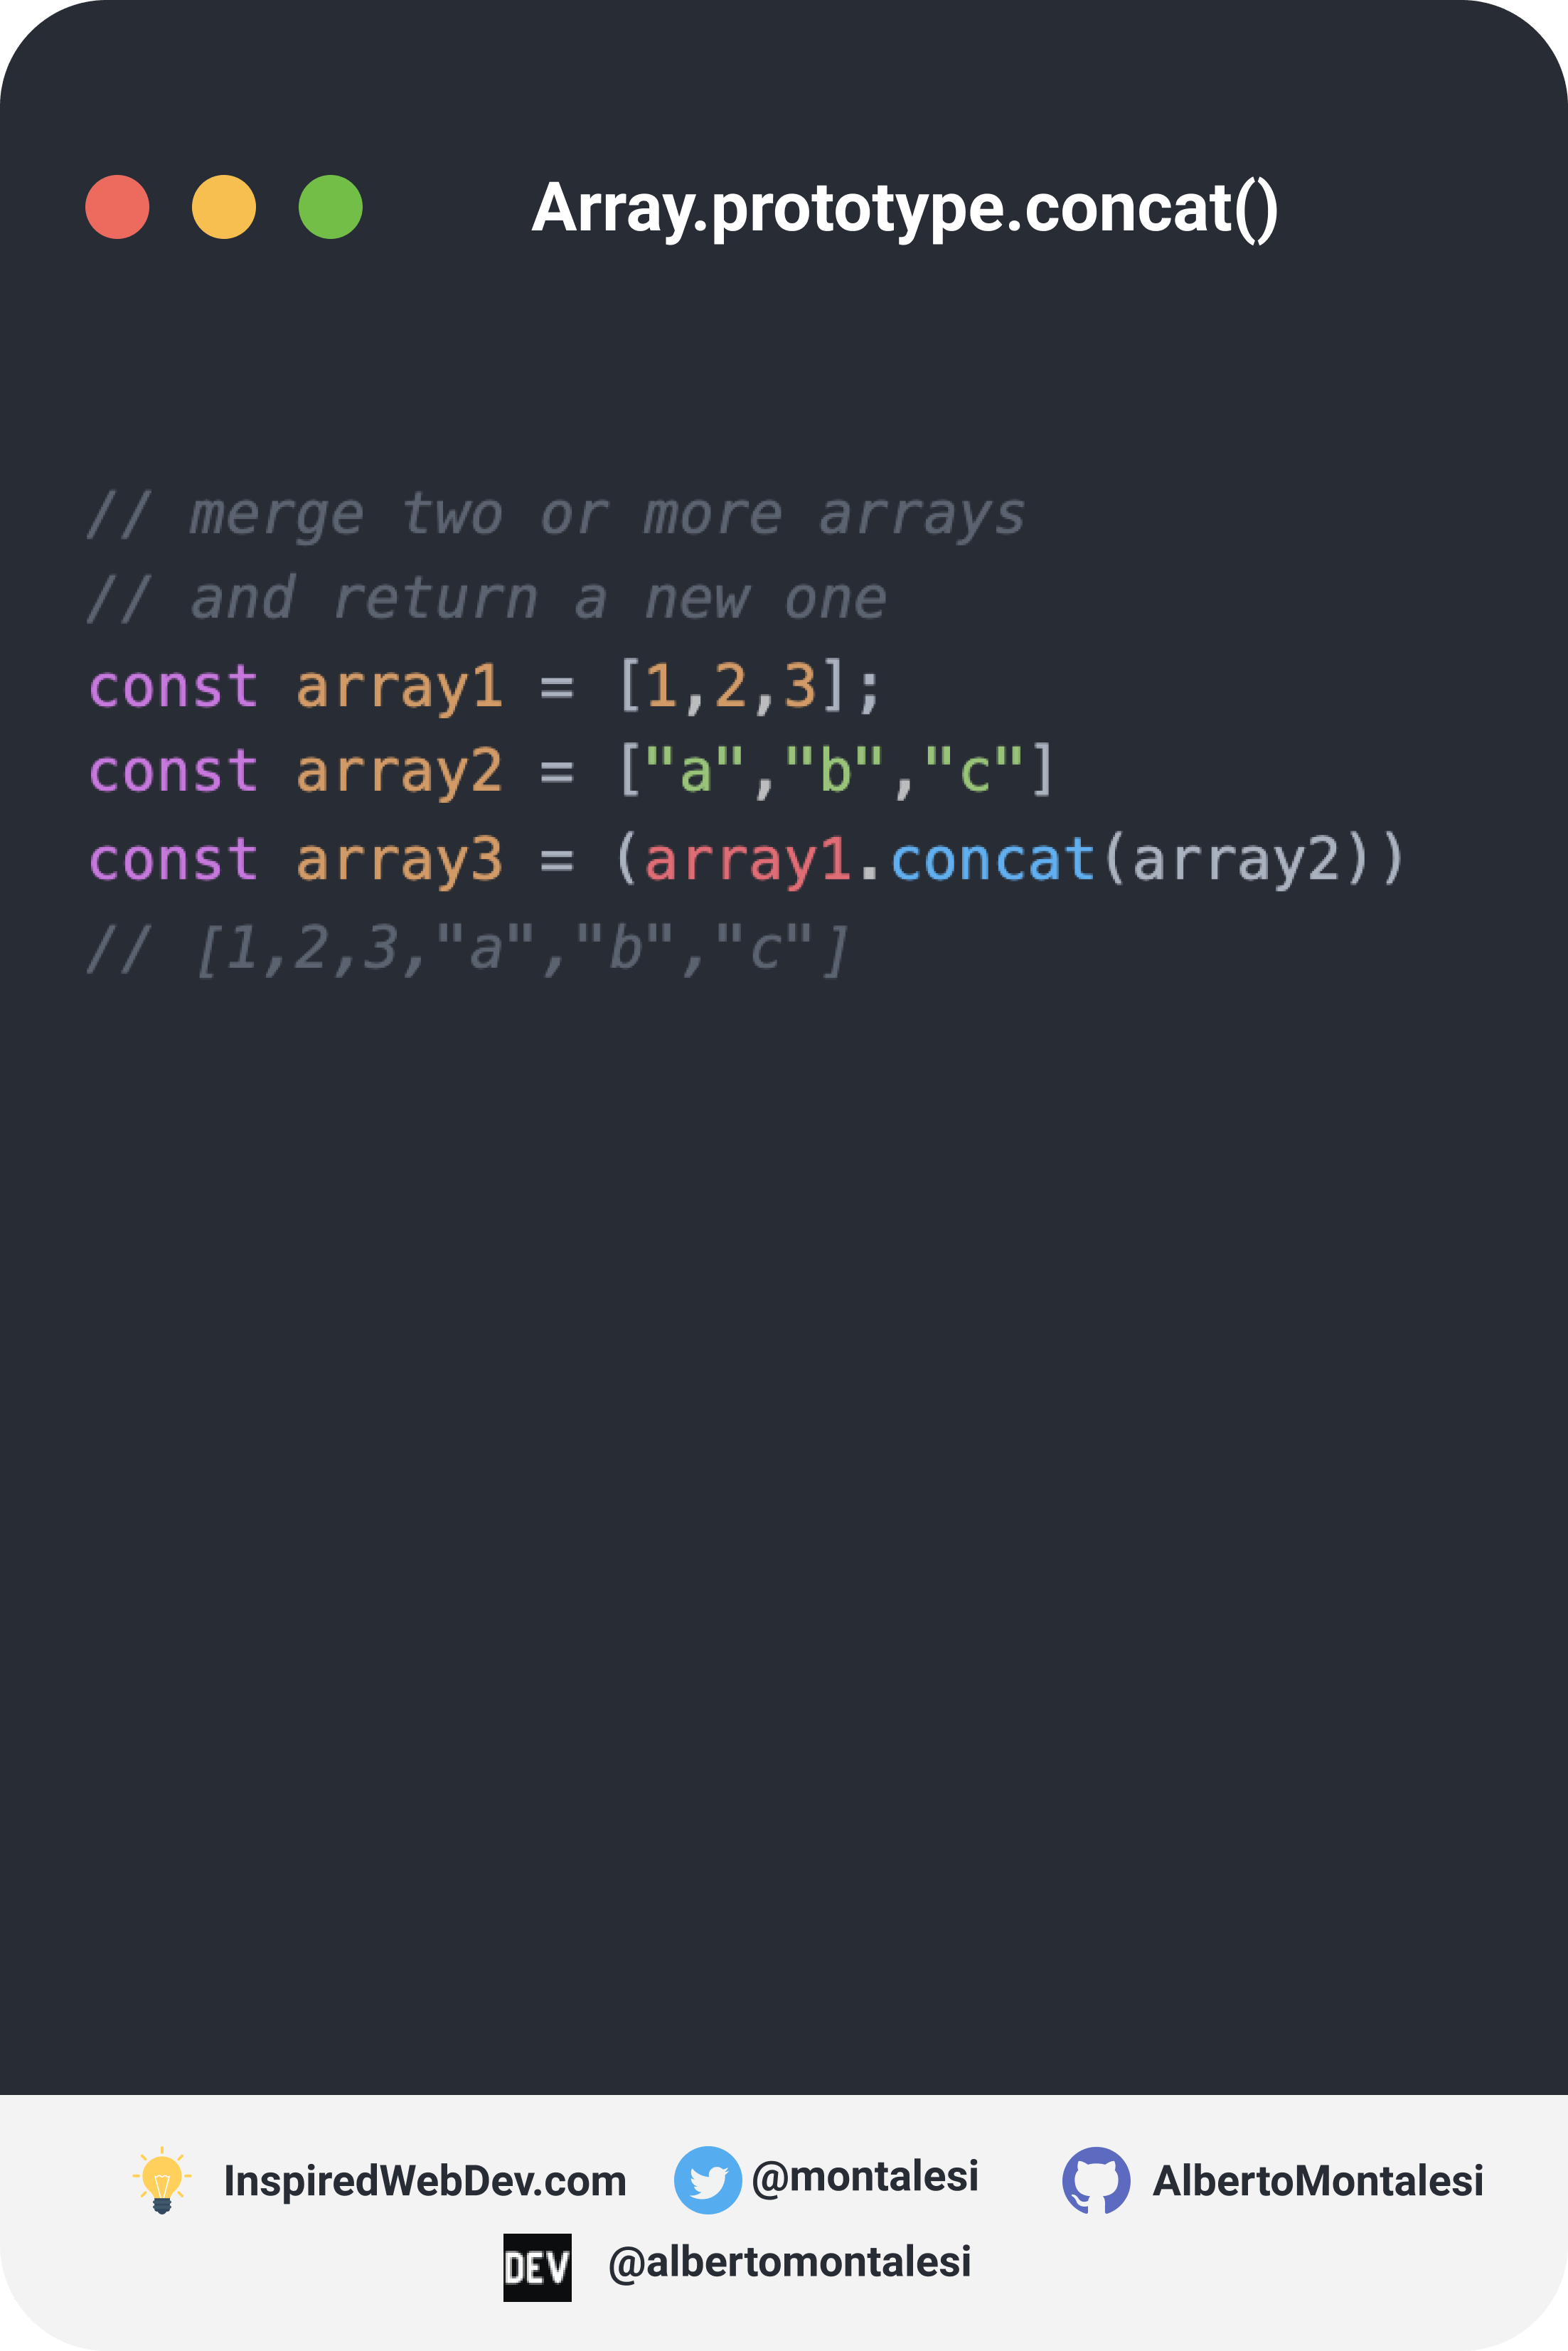 Array.prototype.concat()
// merge two or more arrays
// and return a new one
const array1 = [1,2,3];
const array2 = ["a","b","c"]
const array3 = (array1.concat(array2))
// [1,2,3,"a","b","c"]
InspiredWebDev.com @montalesi AlbertoMontalesi
DEV @albertomontalesi